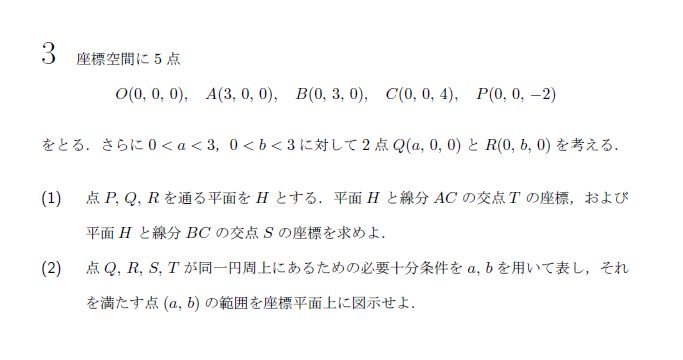 3 座標空間に 5 点
O(0, 0, 0), A(3, 0, 0), B(0, 3, 0), C(0, 0, 4), P(0, 0, −2)
をとる．さらに 0 < a < 3，0 < b < 3 に対して 2 点 Q(a, 0, 0) と R(0, b, 0) を考える．
(1) 点 P, Q, R を通る平面を H とする．平面 H と線分 AC の交点 T の座標，および
平面 H と線分 BC の交点 S の座標を求めよ．
(2) 点 Q, R, S, T が同一円周上にあるための必要十分条件を a, b を用いて表し，それ
を満たす点 (a, b) の範囲を座標平面上に図示せよ．